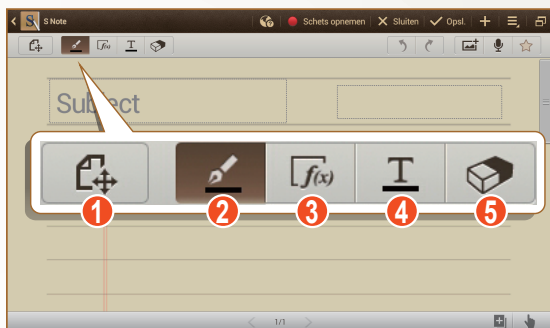 S Note Schets opnemen Sluiten Opsl.
f(x) T
Subject
f(x) T
1 2 3 4 5
1/1